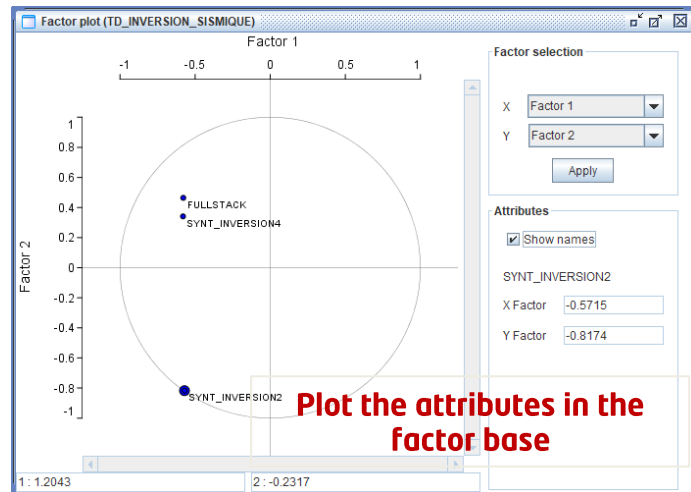 Factor plot (TD_INVERSION_SISMIQUE)
Factor 1
-1 -0.5 0 0.5 1
Factor 2
1
0.8
0.6
0.4
0.2
0
-0.2
-0.4
-0.6
-0.8
-1
FULLSTACK
SYNT_INVERSION4
SYNT_INVERSION2
1 : 1.2043
2 : -0.2317
Factor selection
X Factor 1
Y Factor 2
Apply
Attributes
Show names
SYNT_INVERSION2
X Factor -0.5715
Y Factor -0.8174
Plot the attributes in the
factor base